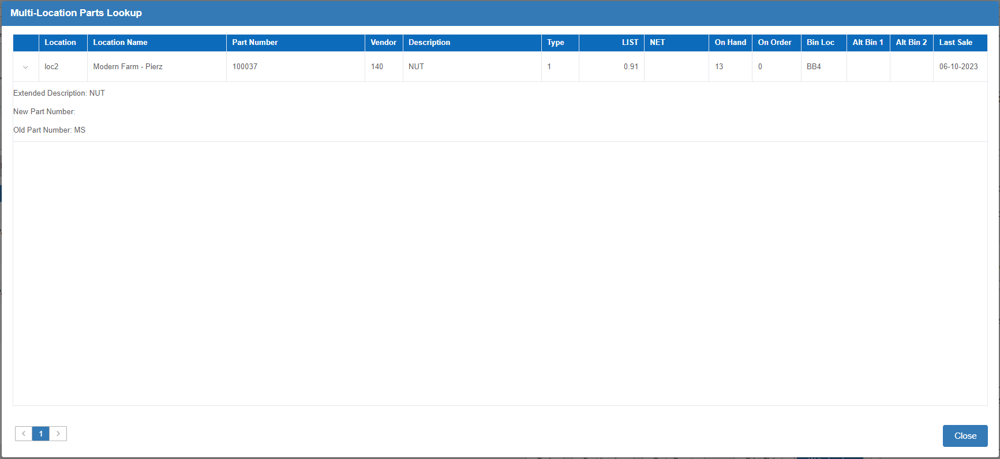 Multi-Location Parts Lookup
Location Location Name Part Number Vendor Description Type LIST NET On Hand On Order Bin Loc Alt Bin 1 Alt Bin 2 Last Sale
loc2 Modern Farm - Pierz 100037 140 NUT 1 0.91 13 0 BB4 06-10-2023
Extended Description: NUT
New Part Number:
Old Part Number: MS
< 1 >
Close